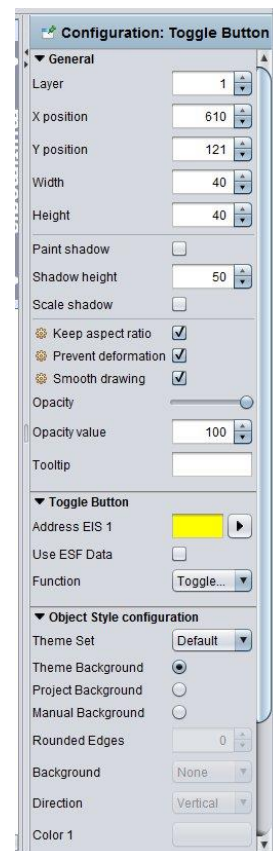 Configuration: Toggle Button
▼ General
Layer 1
X position 610
Y position 121
Width 40
Height 40
Paint shadow
Shadow height 50
Scale shadow
Keep aspect ratio
Prevent deformation
Smooth drawing
Opacity
Opacity value 100
Tooltip
▼ Toggle Button
Address EIS 1
Use ESF Data
Function Toggle...
▼ Object Style configuration
Theme Set Default
Theme Background
Project Background
Manual Background
Rounded Edges 0
Background None
Direction Vertical
Color 1